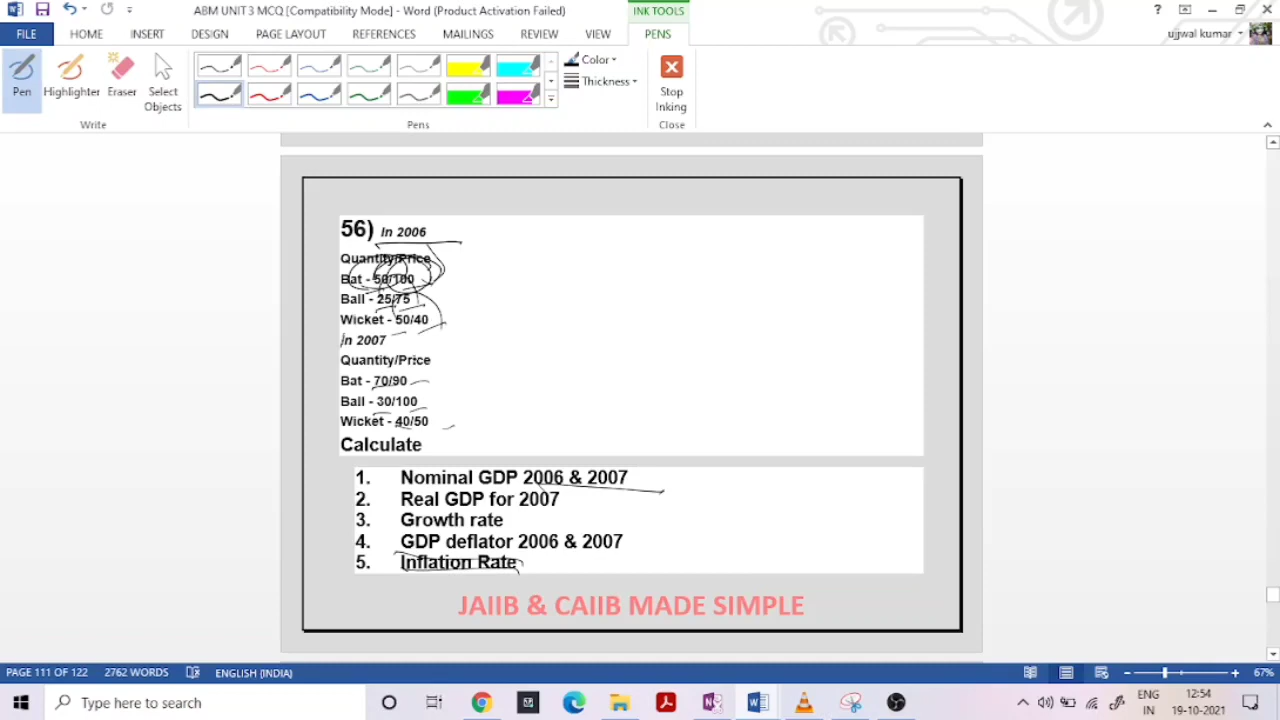 ABM UNIT 3 MCQ [Compatibility Mode] - Word (Product Activation Failed)
INK TOOLS
?
FILE
HOME
INSERT
DESIGN
PAGE LAYOUT
REFERENCES
MAILINGS
REVIEW
VIEW
PENS
ujjwal kumar
Pen
Highlighter
Eraser
Select Objects
Color
Thickness
Stop Inking
Write
Pens
Close
56) In 2006
Quantity/Price
Bat - 50/100
Ball - 25/75
Wicket - 50/40
In 2007
Quantity/Price
Bat - 70/90
Ball - 30/100
Wicket - 40/50
Calculate
1. Nominal GDP 2006 & 2007
2. Real GDP for 2007
3. Growth rate
4. GDP deflator 2006 & 2007
5. Inflation Rate
JAIIB & CAIIB MADE SIMPLE
PAGE 111 OF 122 2762 WORDS ENGLISH (INDIA)
67%
Type here to search
ENG
IN
12:54
19-10-2021